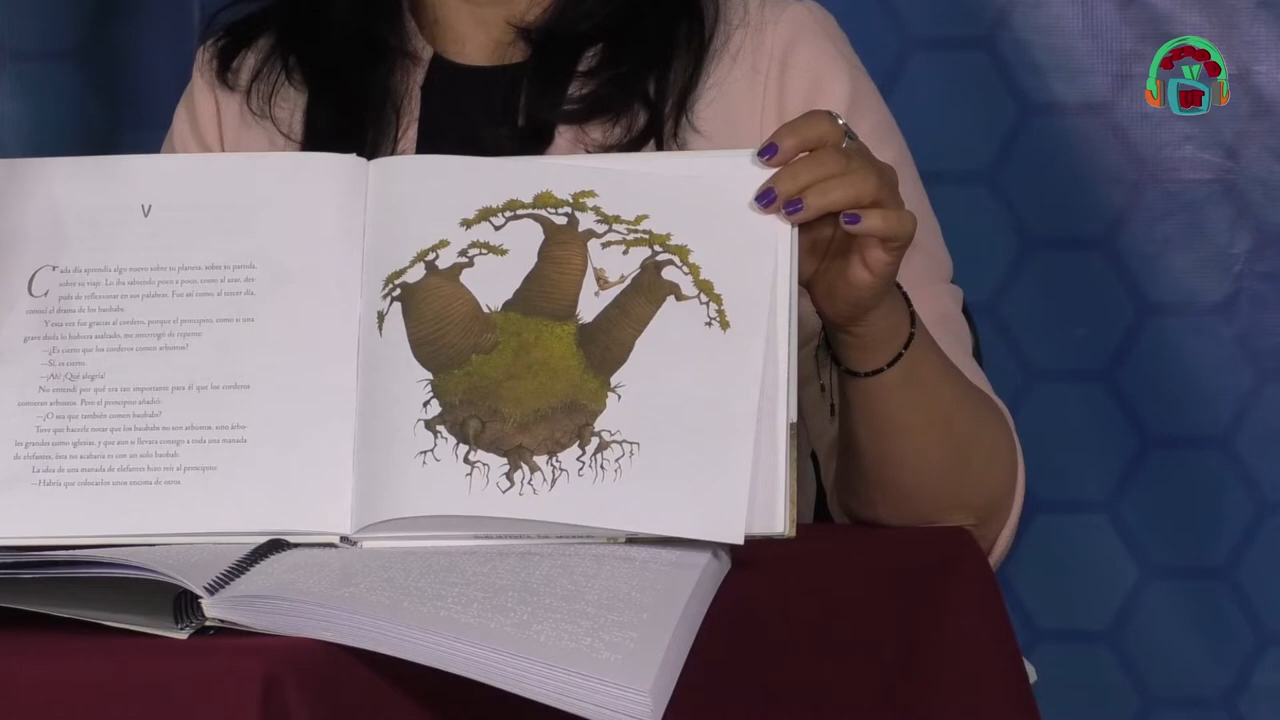 V
Cada día aprendía algo nuevo sobre su planeta, sobre su partida,
sobre su viaje. Lo iba sabiendo poco a poco, como al azar, des-
pués de reflexionar en sus palabras. Fue así como, al tercer día,
conocí el drama de los baobabs.
Y esta vez fue gracias al cordero, porque el principito, como si una
grave duda lo hubiera asaltado, me interrogó de repente:
—¿Es cierto que los corderos comen arbustos?
—Sí, es cierto.
—¡Ah! ¡Qué alegría!
No entendí por qué era tan importante para él que los corderos
comieran arbustos. Pero el principito añadió:
—¿O sea que también comen baobabs?
Tuve que hacerle notar que los baobabs no son arbustos, sino árbo-
les grandes como iglesias, y que aun si llevara consigo a toda una manada
de elefantes, ésta no acabaría ni con un solo baobab.
La idea de una manada de elefantes hizo reír al principito:
—Habría que colocarlos unos encima de otros.